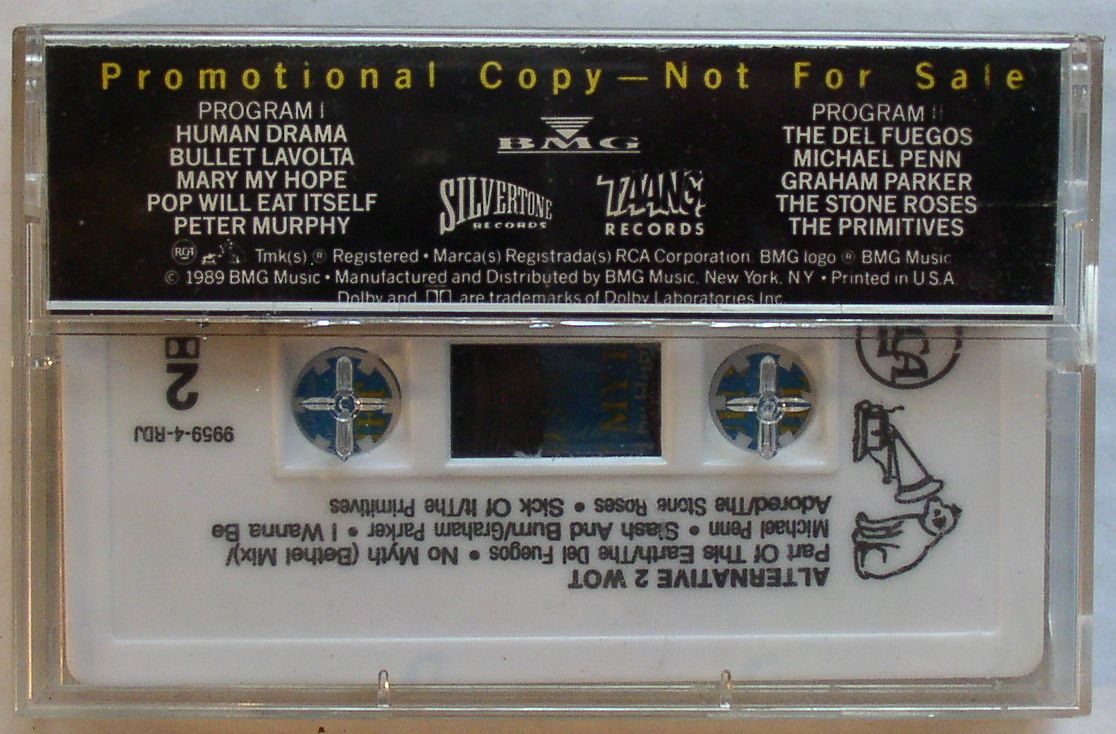 Promotional Copy—Not For Sale
PROGRAM I
HUMAN DRAMA
BULLET LAVOLTA
MARY MY HOPE
POP WILL EAT ITSELF
PETER MURPHY
BMG
SILVERTONE
RECORDS
TAANG!
RECORDS
PROGRAM II
THE DEL FUEGOS
MICHAEL PENN
GRAHAM PARKER
THE STONE ROSES
THE PRIMITIVES
RCA Tmk(s) ® Registered • Marca(s) Registrada(s) RCA Corporation. BMG logo ® BMG Music
© 1989 BMG Music • Manufactured and Distributed by BMG Music, New York, N.Y. • Printed in U.S.A.
Dolby and are trademarks of Dolby Laboratories Inc.
ALTERNATIVE 2 WOT
Part Of This Earth/The Del Fuegos • No Myth (Bethel Mix)/
Michael Penn • Slash And Burn/Graham Parker • I Wanna Be
Adored/The Stone Roses • Sick Of It/The Primitives
9959-4-RDJ
2
RCA
MY